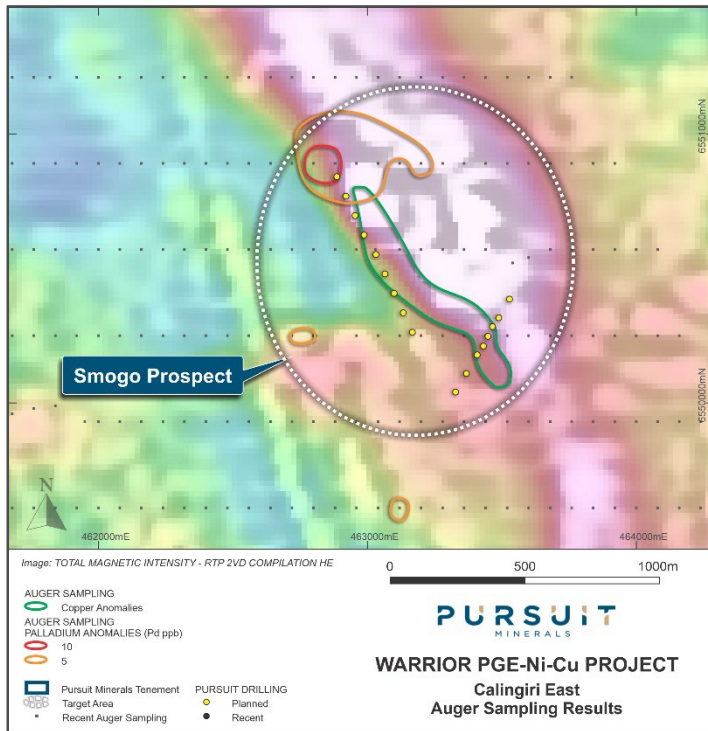 6551000mN
Smogo Prospect
6550000mN
N
462000mE
463000mE
464000mE
Image: TOTAL MAGNETIC INTENSITY - RTP 2VD COMPILATION HE
0 500 1000m
AUGER SAMPLING
Copper Anomalies
AUGER SAMPLING
PALLADIUM ANOMALIES (Pd ppb)
10
5
Pursuit Minerals Tenement
Target Area
Recent Auger Sampling
PURSUIT DRILLING
Planned
Recent
PURSUIT
MINERALS
WARRIOR PGE-Ni-Cu PROJECT
Calingiri East
Auger Sampling Results